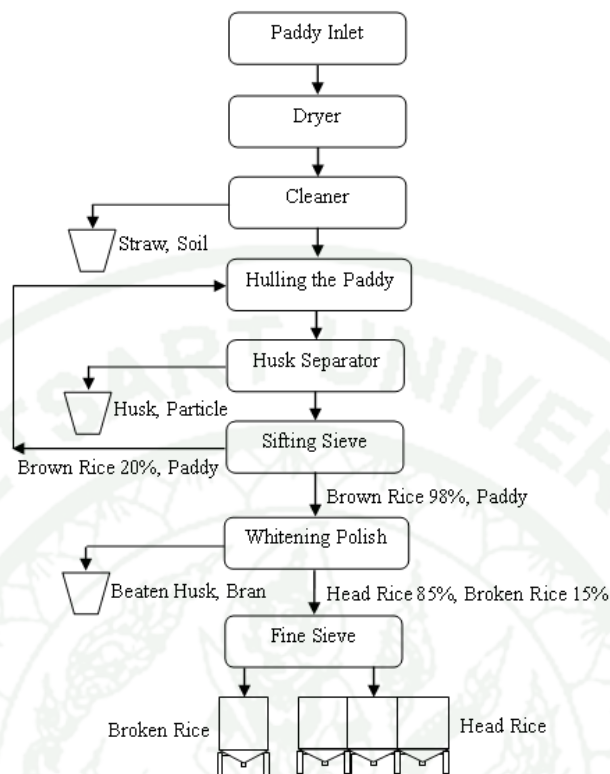 Paddy Inlet
Dryer
Cleaner
Straw, Soil
Hulling the Paddy
Husk Separator
Husk, Particle
Sifting Sieve
Brown Rice 20%, Paddy
Brown Rice 98%, Paddy
Whitening Polish
Beaten Husk, Bran
Head Rice 85%, Broken Rice 15%
Fine Sieve
Broken Rice
Head Rice